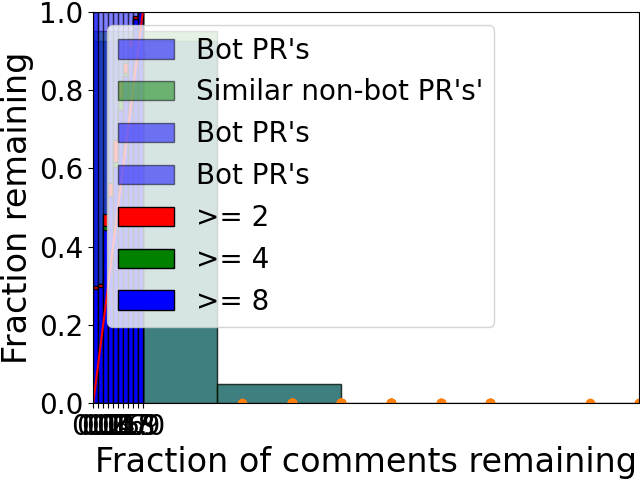 Fraction remaining
1.0
0.8
0.6
0.4
0.2
0.0
Bot PR's
Similar non-bot PR's'
Bot PR's
Bot PR's
>= 2
>= 4
>= 8
Fraction of comments remaining